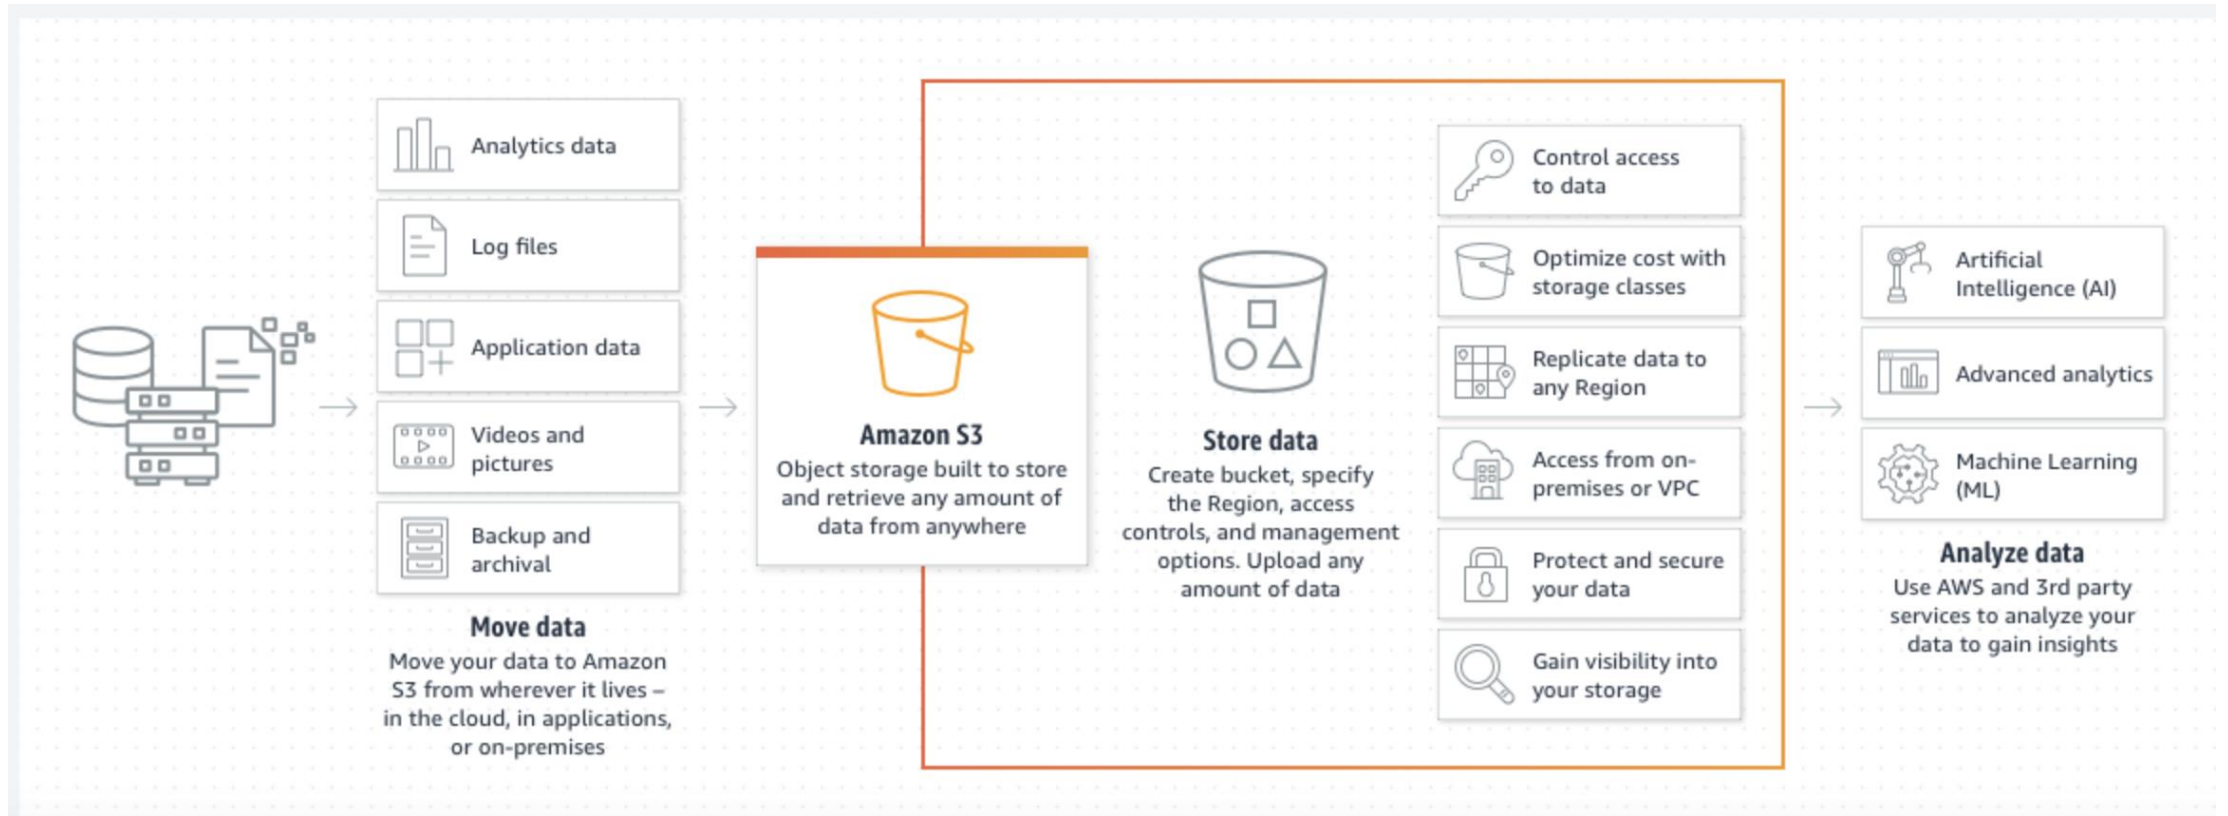 Analytics data
Log files
Application data
Videos and
pictures
Backup and
archival
Move data
Move your data to Amazon
S3 from wherever it lives –
in the cloud, in applications,
or on-premises
Amazon S3
Object storage built to store
and retrieve any amount of
data from anywhere
Store data
Create bucket, specify
the Region, access
controls, and management
options. Upload any
amount of data
Control access
to data
Optimize cost with
storage classes
Replicate data to
any Region
Access from on-
premises or VPC
Protect and secure
your data
Gain visibility into
your storage
Artificial
Intelligence (AI)
Advanced analytics
Machine Learning
(ML)
Analyze data
Use AWS and 3rd party
services to analyze your
data to gain insights